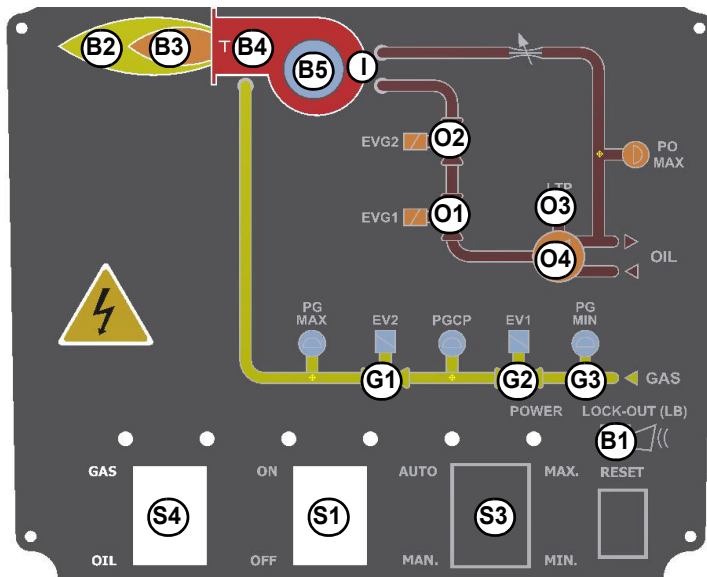 B2
B3
T
B4
B5
I
EVG2
O2
PO
MAX
LTP
O3
EVG1
O1
O4
OIL
PG
MAX
EV2
PGCP
EV1
PG
MIN
G1
G2
G3
GAS
POWER
LOCK-OUT (LB)
B1
GAS
ON
AUTO
MAX.
RESET
S4
S1
S3
OIL
OFF
MAN.
MIN.